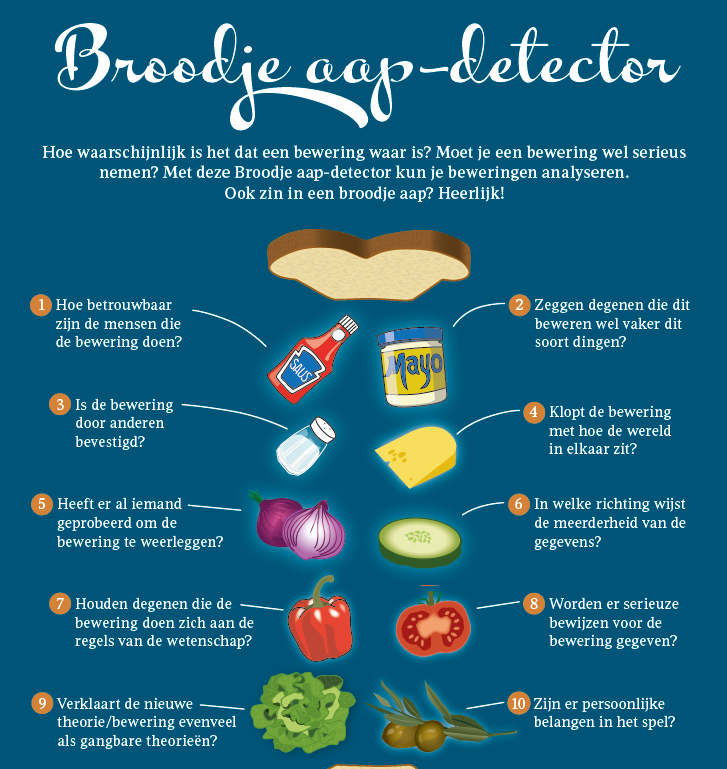 Broodje aap-detector
Hoe waarschijnlijk is het dat een bewering waar is? Moet je een bewering wel serieus
nemen? Met deze Broodje aap-detector kun je beweringen analyseren.
Ook zin in een broodje aap? Heerlijk!
1 Hoe betrouwbaar
zijn de mensen die
de bewering doen?
2 Zeggen degenen die dit
beweren wel vaker dit
soort dingen?
SAUS
Mayo
3 Is de bewering
door anderen
bevestigd?
4 Klopt de bewering
met hoe de wereld
in elkaar zit?
5 Heeft er al iemand
geprobeerd om de
bewering te weerleggen?
6 In welke richting wijst
de meerderheid van de
gegevens?
7 Houden degenen die de
bewering doen zich aan de
regels van de wetenschap?
8 Worden er serieuze
bewijzen voor de
bewering gegeven?
9 Verklaart de nieuwe
theorie/bewering evenveel
als gangbare theorieën?
10 Zijn er persoonlijke
belangen in het spel?